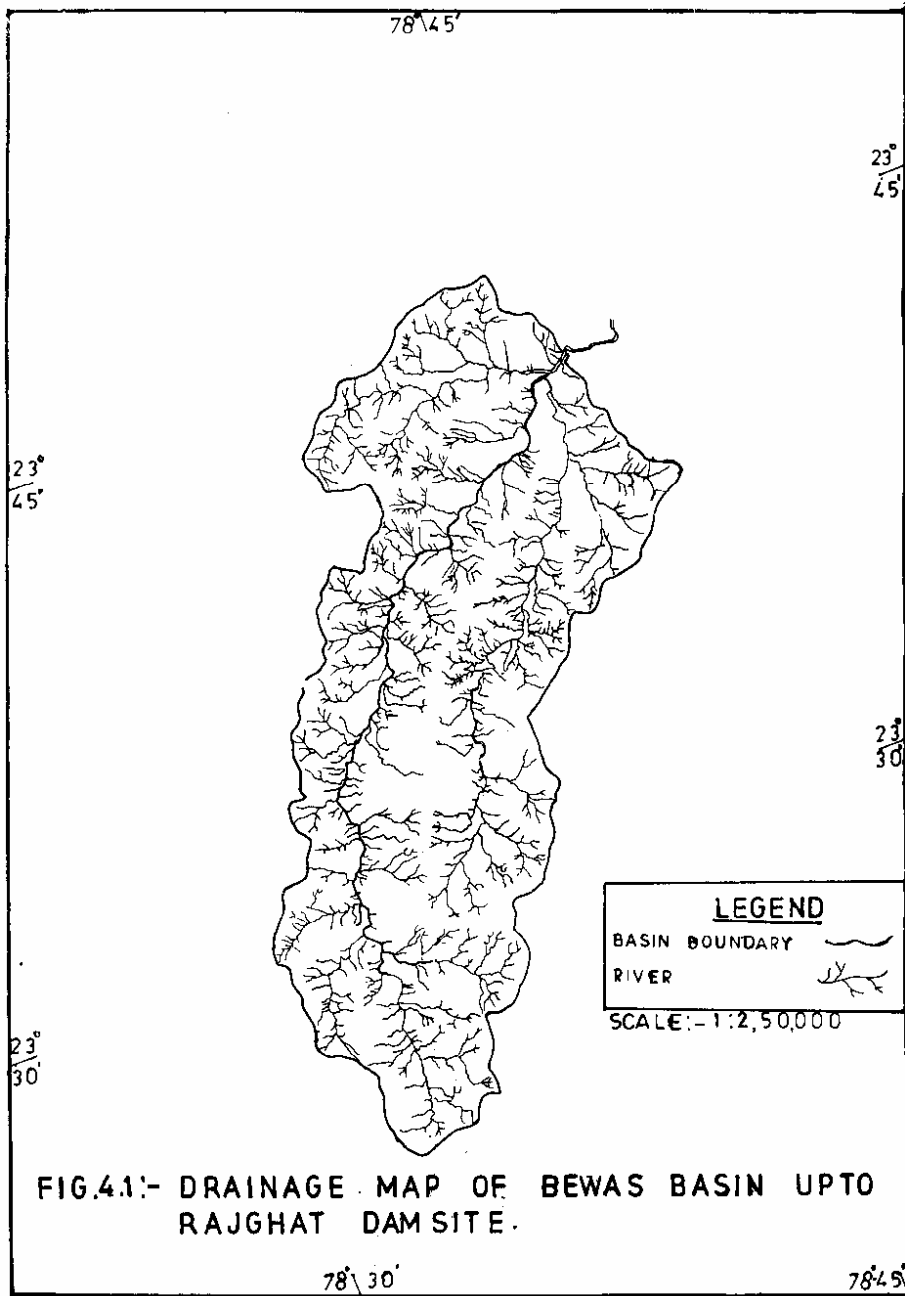 78° 45'
23°
45'
23°
45'
23°
30'
LEGEND
BASIN BOUNDARY
RIVER
SCALE:- 1:2,50,000
23°
30'
FIG.4.1:- DRAINAGE MAP OF BEWAS BASIN UPTO
RAJGHAT DAM SITE.
78° 30'
78° 45'